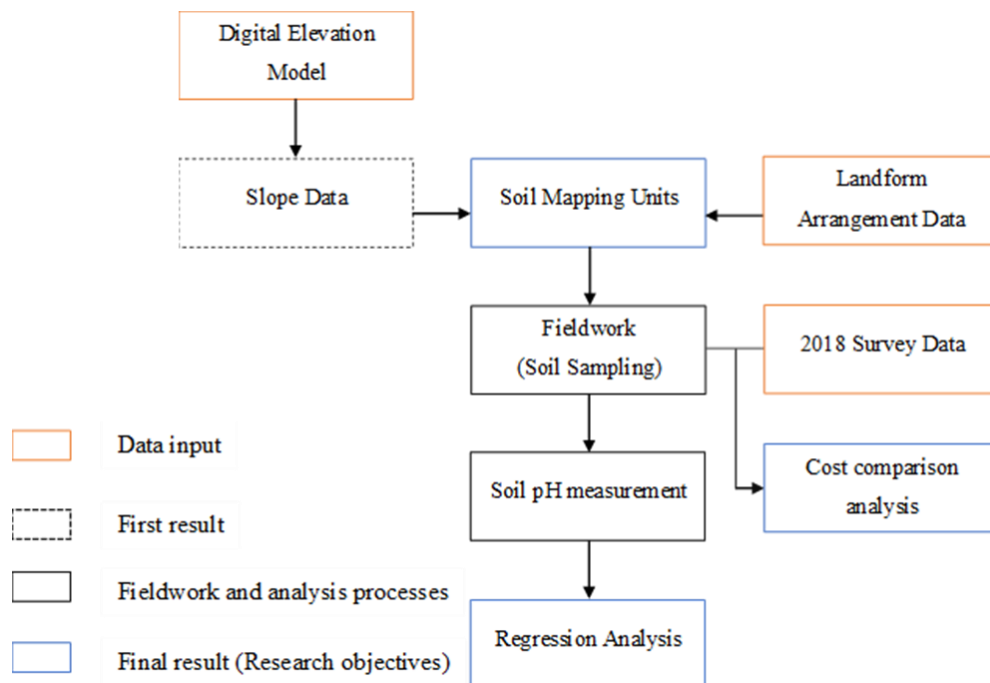 Digital Elevation
Model
Slope Data
Soil Mapping Units
Landform
Arrangement Data
Fieldwork
(Soil Sampling)
2018 Survey Data
Soil pH measurement
Cost comparison
analysis
Regression Analysis
Data input
First result
Fieldwork and analysis processes
Final result (Research objectives)